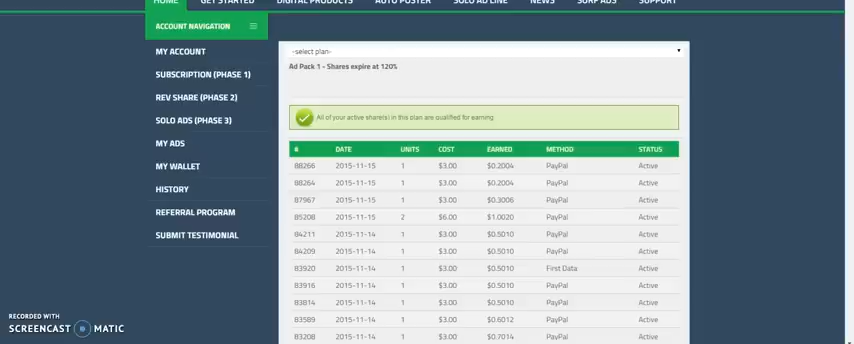 HOME GET STARTED DIGITAL PRODUCTS AUTO POSTER SOLO AD LINE NEWS SURF ADS SUPPORT
ACCOUNT NAVIGATION
MY ACCOUNT
SUBSCRIPTION (PHASE 1)
REV SHARE (PHASE 2)
SOLO ADS (PHASE 3)
MY ADS
MY WALLET
HISTORY
REFERRAL PROGRAM
SUBMIT TESTIMONIAL
-select plan-
Ad Pack 1 - Shares expire at 120%
All of your active share(s) in this plan are qualified for earning
# DATE UNITS COST EARNED METHOD STATUS
88266 2015-11-15 1 $3.00 $0.2004 PayPal Active
88264 2015-11-15 1 $3.00 $0.2004 PayPal Active
87967 2015-11-15 1 $3.00 $0.3006 PayPal Active
85208 2015-11-15 2 $6.00 $1.0020 PayPal Active
84211 2015-11-14 1 $3.00 $0.5010 PayPal Active
84209 2015-11-14 1 $3.00 $0.5010 PayPal Active
83920 2015-11-14 1 $3.00 $0.5010 First Data Active
83916 2015-11-14 1 $3.00 $0.5010 PayPal Active
83814 2015-11-14 1 $3.00 $0.5010 PayPal Active
83589 2015-11-14 1 $3.00 $0.6012 PayPal Active
83208 2015-11-14 1 $3.00 $0.7014 PayPal Active
RECORDED WITH
SCREENCAST MATIC